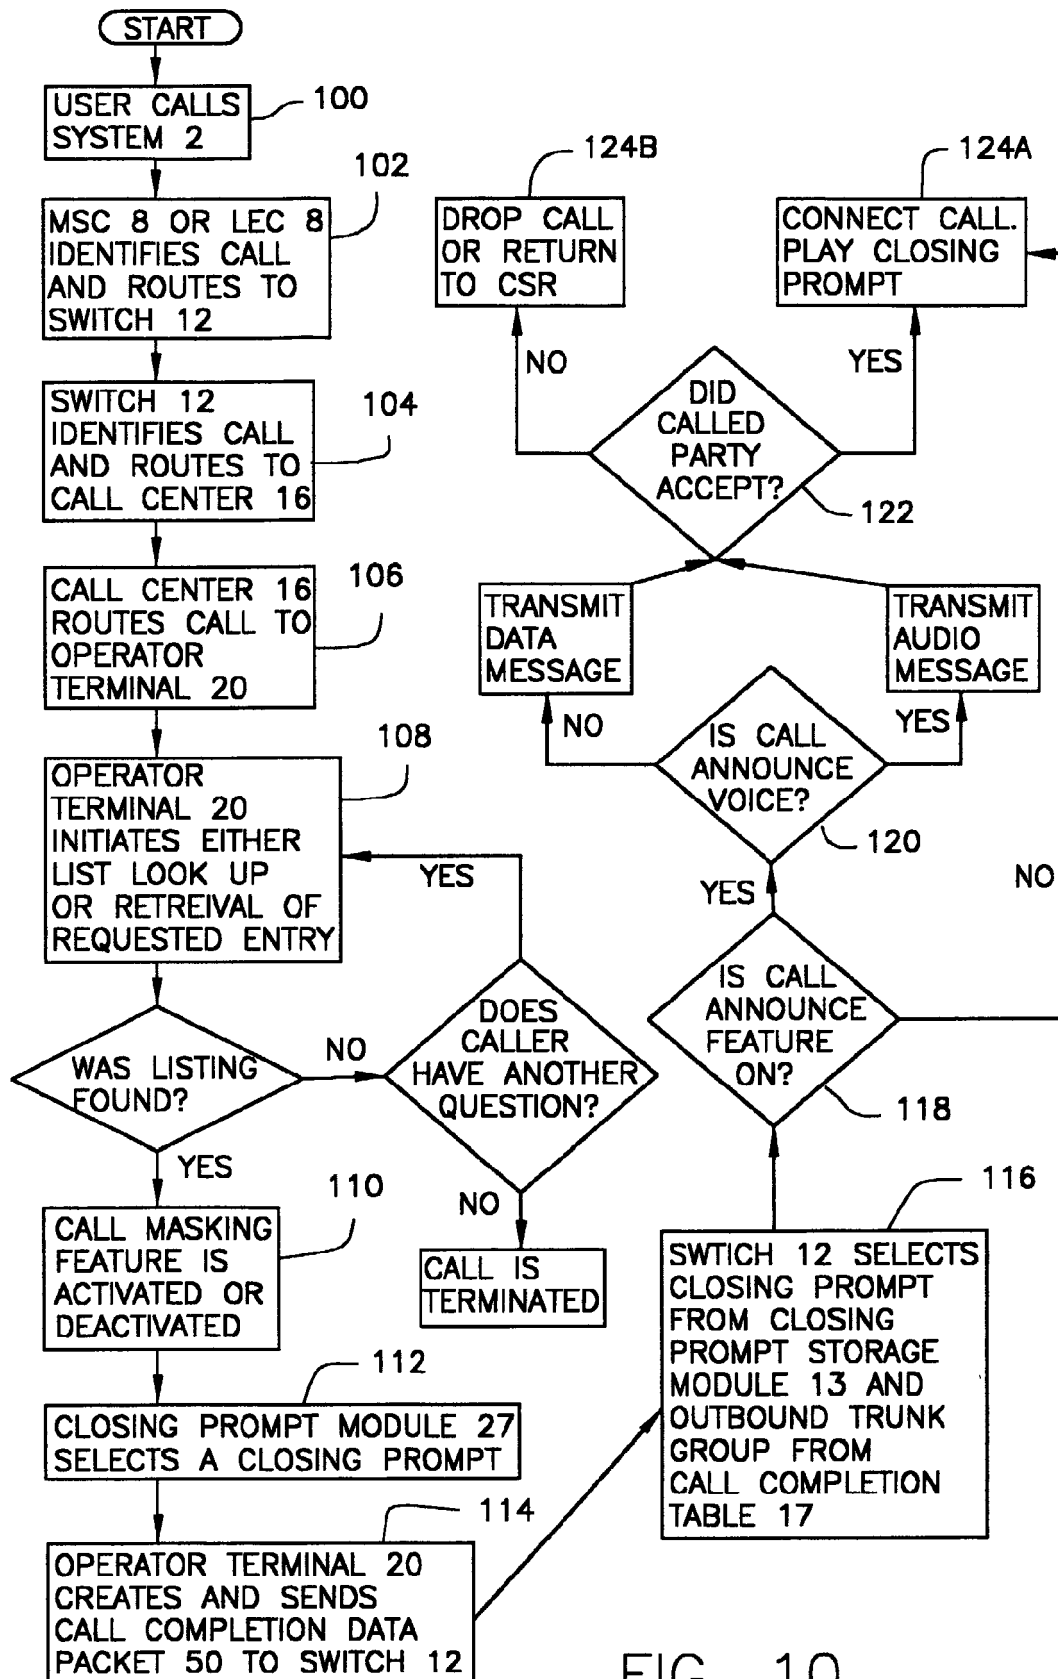 START
USER CALLS
SYSTEM 2
100
MSC 8 OR LEC 8
IDENTIFIES CALL
AND ROUTES TO
SWITCH 12
102
SWITCH 12
IDENTIFIES CALL
AND ROUTES TO
CALL CENTER 16
104
CALL CENTER 16
ROUTES CALL TO
OPERATOR
TERMINAL 20
106
OPERATOR
TERMINAL 20
INITIATES EITHER
LIST LOOK UP
OR RETREIVAL OF
REQUESTED ENTRY
108
YES
WAS LISTING
FOUND?
NO
DOES
CALLER
HAVE ANOTHER
QUESTION?
YES
NO
CALL IS
TERMINATED
CALL MASKING
FEATURE IS
ACTIVATED OR
DEACTIVATED
110
CLOSING PROMPT MODULE 27
SELECTS A CLOSING PROMPT
112
OPERATOR TERMINAL 20
CREATES AND SENDS
CALL COMPLETION DATA
PACKET 50 TO SWITCH 12
114
SWTICH 12 SELECTS
CLOSING PROMPT
FROM CLOSING
PROMPT STORAGE
MODULE 13 AND
OUTBOUND TRUNK
GROUP FROM
CALL COMPLETION
TABLE 17
116
IS CALL
ANNOUNCE
FEATURE
ON?
118
NO
YES
IS CALL
ANNOUNCE
VOICE?
120
NO
YES
TRANSMIT
DATA
MESSAGE
TRANSMIT
AUDIO
MESSAGE
DID
CALLED
PARTY
ACCEPT?
122
NO
YES
DROP CALL
OR RETURN
TO CSR
124B
CONNECT CALL.
PLAY CLOSING
PROMPT
124A
FIG. 10